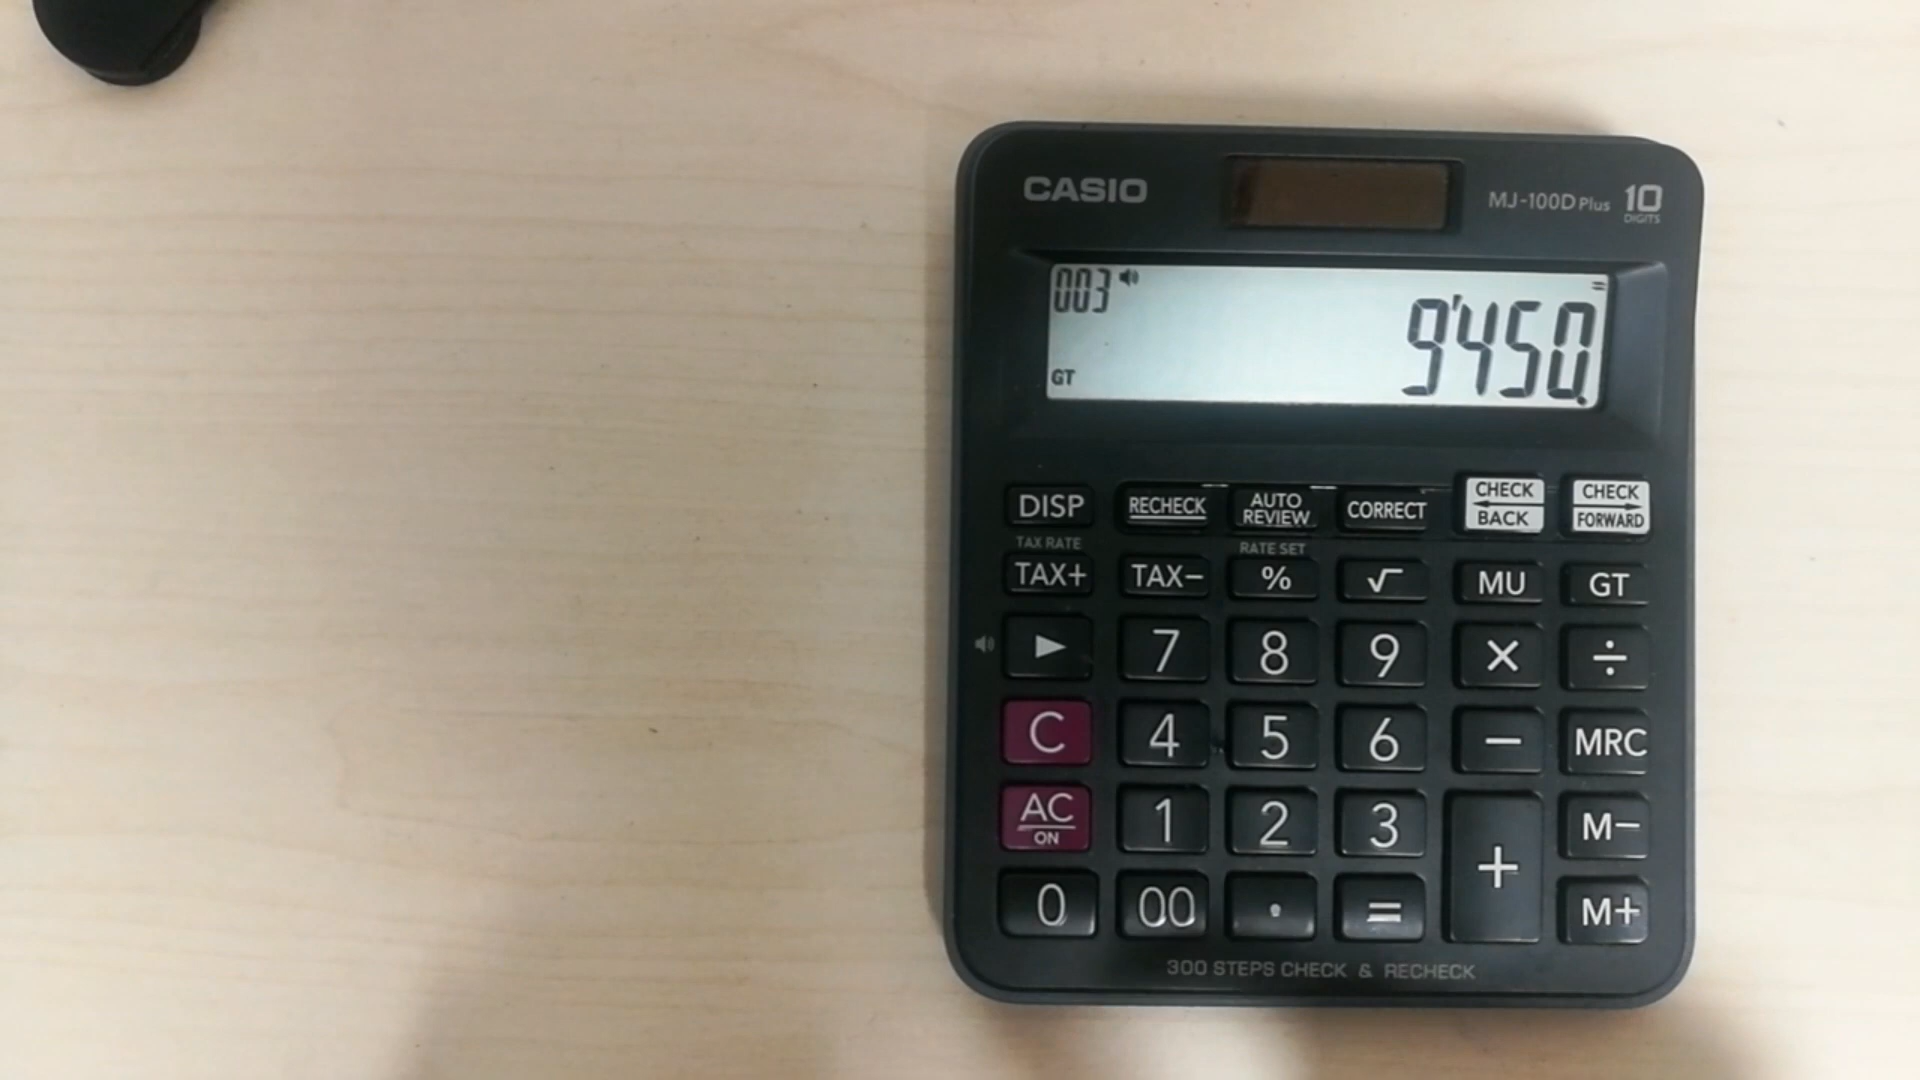 CASIO MJ-100D Plus 10 DIGITS
003 =
9'450.
GT
DISP RECHECK AUTO REVIEW CORRECT CHECK BACK CHECK FORWARD
TAX RATE RATE SET
TAX+ TAX− % √ MU GT
▶ 7 8 9 × ÷
C 4 5 6 − MRC
AC ON 1 2 3 + M−
0 00 . = M+
300 STEPS CHECK & RECHECK